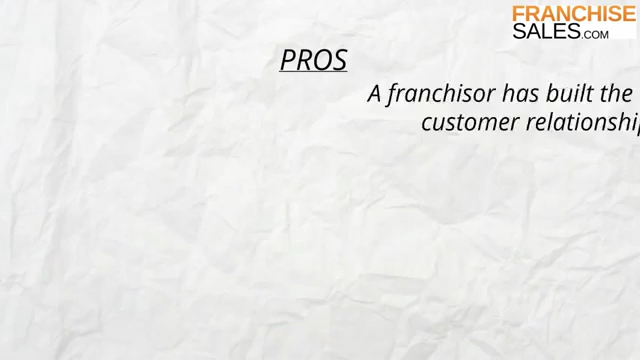 FRANCHISE
SALES.COM
PROS
A franchisor has built the
customer